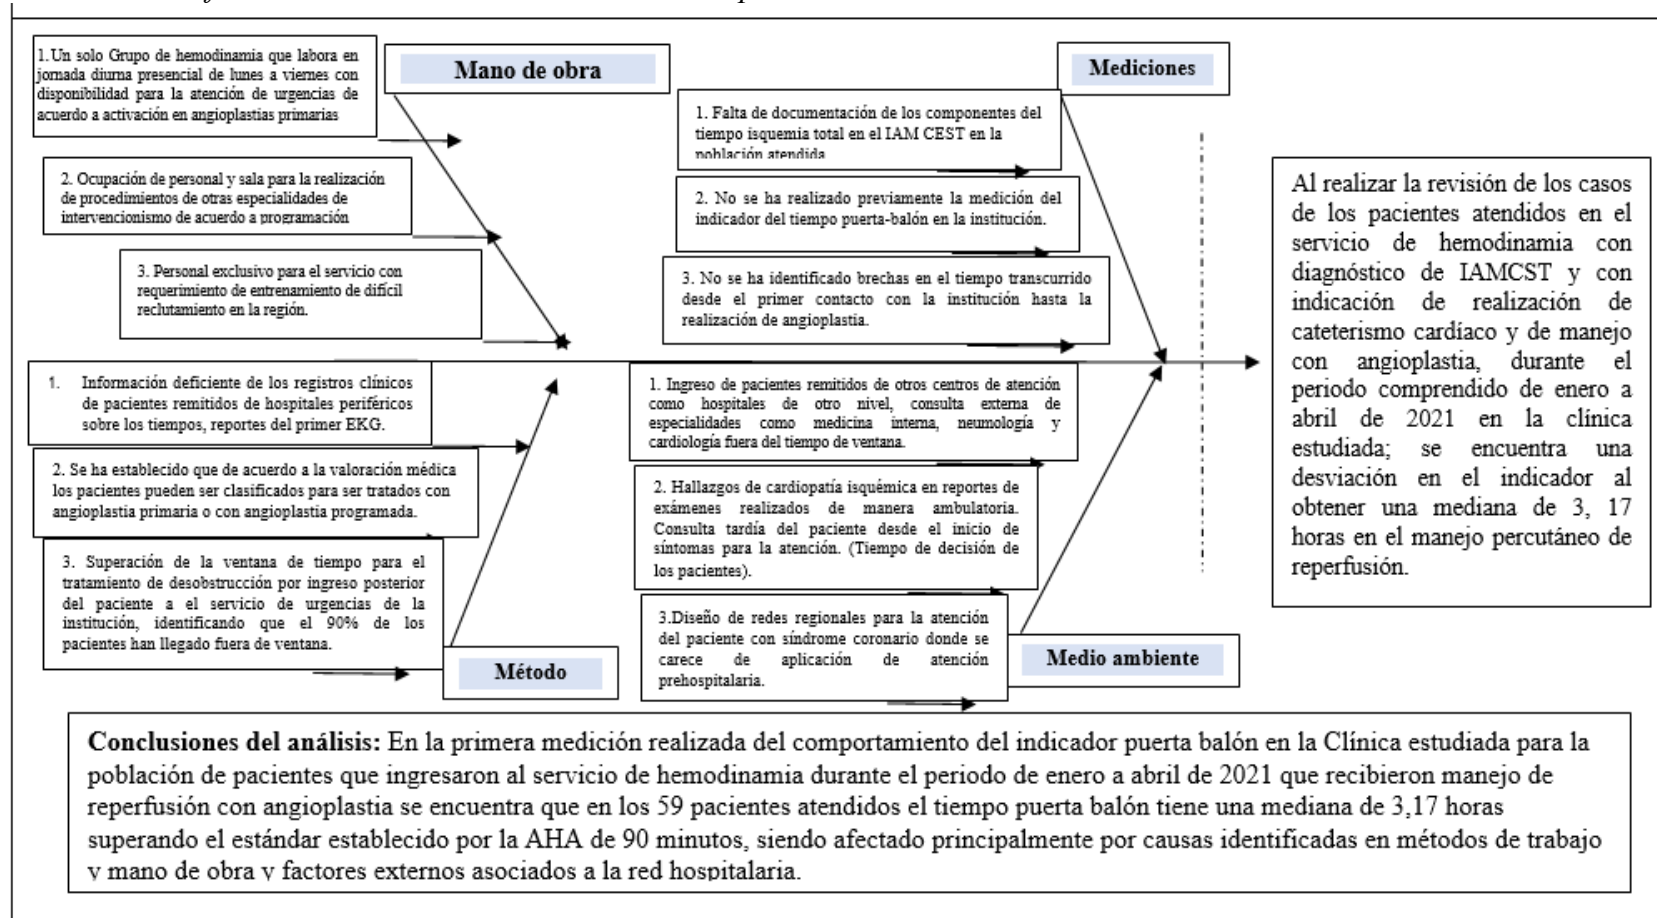 Mano de obra
1.Un solo Grupo de hemodinamia que labora en
jornada diurna presencial de lunes a viernes con
disponibilidad para la atención de urgencias de
acuerdo a activación en angioplastias primarias
2. Ocupación de personal y sala para la realización
de procedimientos de otras especialidades de
intervencionismo de acuerdo a programación
3. Personal exclusivo para el servicio con
requerimiento de entrenamiento de difícil
reclutamiento en la región.
Mediciones
1. Falta de documentación de los componentes del
tiempo isquemia total en el IAM CEST en la
población atendida
2. No se ha realizado previamente la medición del
indicador del tiempo puerta-balón en la institución.
3. No se ha identificado brechas en el tiempo transcurrido
desde el primer contacto con la institución hasta la
realización de angioplastia.
Al realizar la revisión de los casos
de los pacientes atendidos en el
servicio de hemodinamia con
diagnóstico de IAMCST y con
indicación de realización de
cateterismo cardíaco y de manejo
con angioplastia, durante el
periodo comprendido de enero a
abril de 2021 en la clínica
estudiada; se encuentra una
desviación en el indicador al
obtener una mediana de 3, 17
horas en el manejo percutáneo de
reperfusión.
1. Información deficiente de los registros clínicos
de pacientes remitidos de hospitales periféricos
sobre los tiempos, reportes del primer EKG.
2. Se ha establecido que de acuerdo a la valoración médica
los pacientes pueden ser clasificados para ser tratados con
angioplastia primaria o con angioplastia programada.
3. Superación de la ventana de tiempo para el
tratamiento de desobstrucción por ingreso posterior
del paciente a el servicio de urgencias de la
institución, identificando que el 90% de los
pacientes han llegado fuera de ventana.
Método
1. Ingreso de pacientes remitidos de otros centros de atención
como hospitales de otro nivel, consulta externa de
especialidades como medicina interna, neumología y
cardiología fuera del tiempo de ventana.
2. Hallazgos de cardiopatía isquémica en reportes de
exámenes realizados de manera ambulatoria.
Consulta tardía del paciente desde el inicio de
síntomas para la atención. (Tiempo de decisión de
los pacientes).
3.Diseño de redes regionales para la atención
del paciente con síndrome coronario donde se
carece de aplicación de atención
prehospitalaria.
Medio ambiente
Conclusiones del análisis: En la primera medición realizada del comportamiento del indicador puerta balón en la Clínica estudiada para la
población de pacientes que ingresaron al servicio de hemodinamia durante el periodo de enero a abril de 2021 que recibieron manejo de
reperfusión con angioplastia se encuentra que en los 59 pacientes atendidos el tiempo puerta balón tiene una mediana de 3,17 horas
superando el estándar establecido por la AHA de 90 minutos, siendo afectado principalmente por causas identificadas en métodos de trabajo
y mano de obra y factores externos asociados a la red hospitalaria.